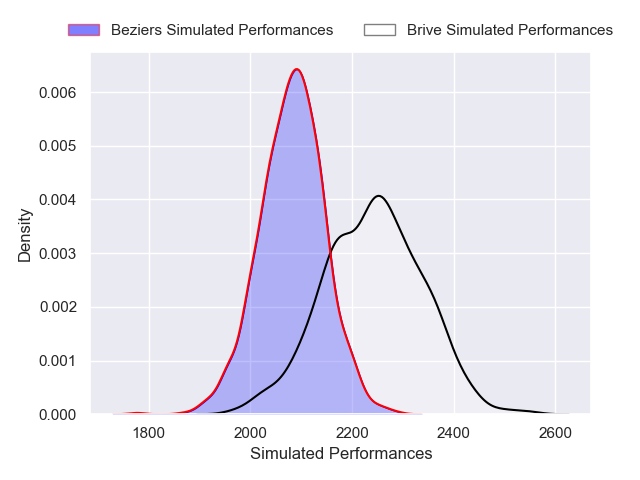 Beziers Simulated Performances
Brive Simulated Performances
0.006
0.005
0.004
0.003
0.002
0.001
0.000
Density
1800 2000 2200 2400 2600
Simulated Performances